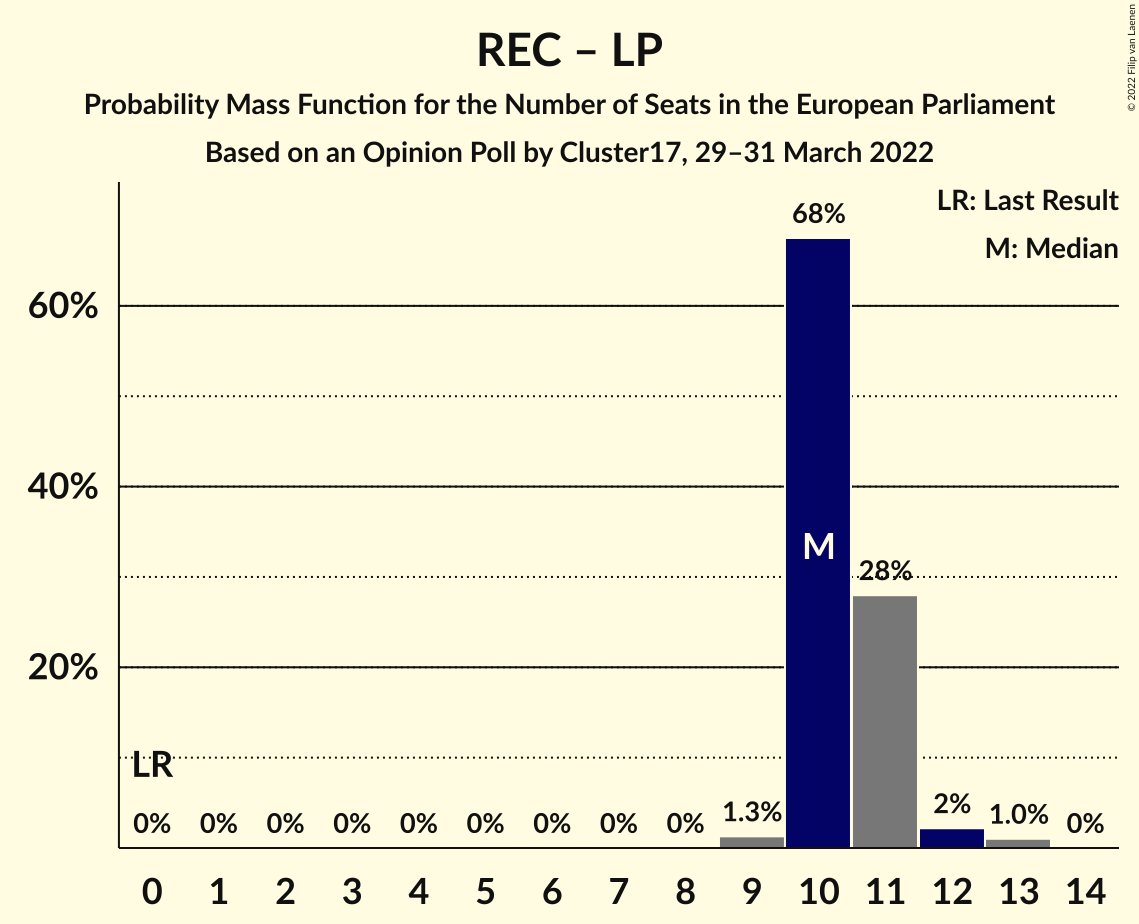 REC – LP
Probability Mass Function for the Number of Seats in the European Parliament
Based on an Opinion Poll by Cluster17, 29–31 March 2022
© 2022 Filip van Laenen
LR: Last Result
M: Median
60%
40%
20%
LR
M
0% 0% 0% 0% 0% 0% 0% 0% 0% 1.3% 68% 28% 2% 1.0% 0%
0 1 2 3 4 5 6 7 8 9 10 11 12 13 14